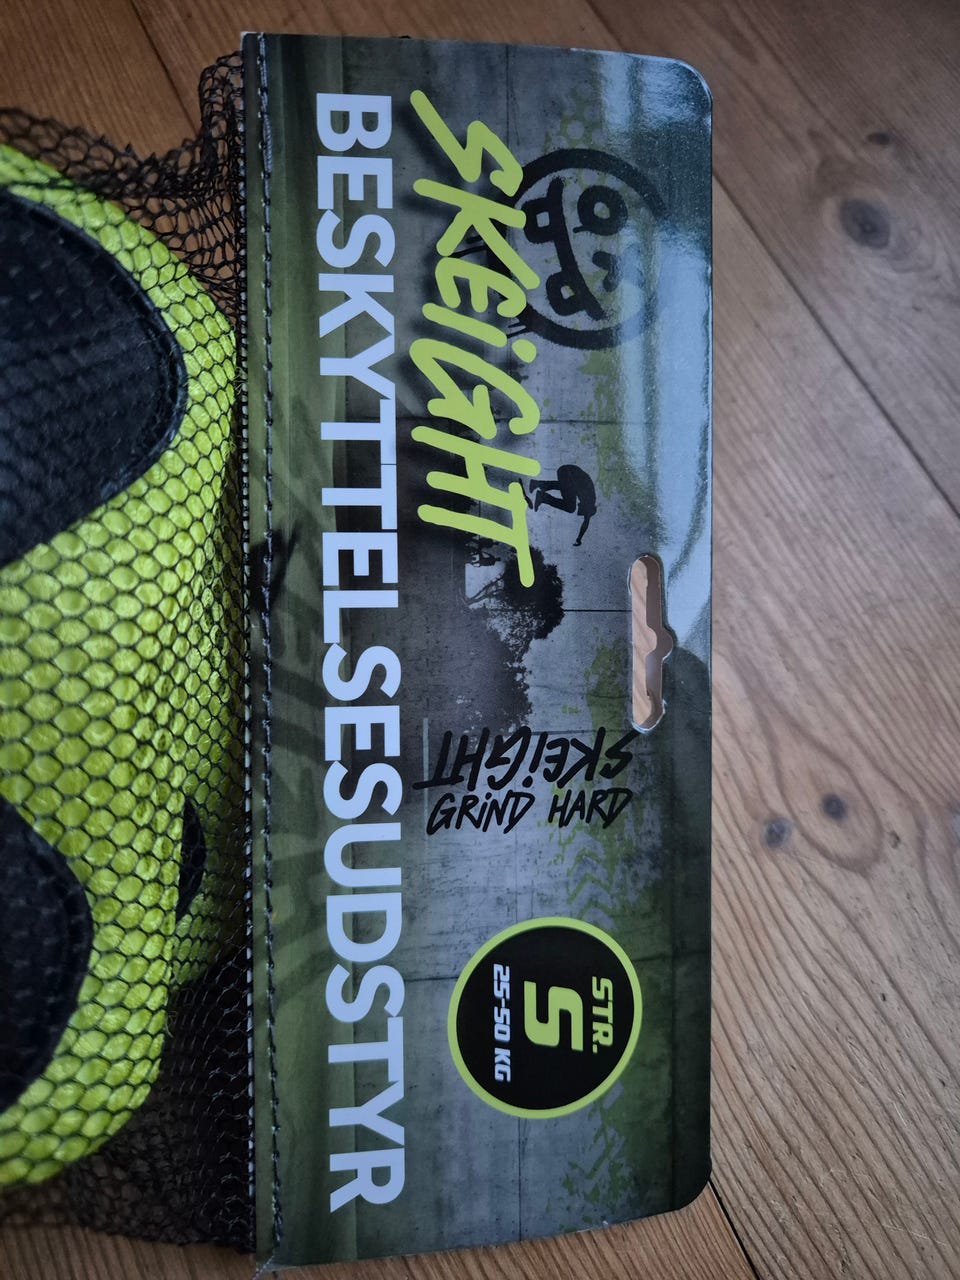 SKEiGHT
BESKYTTELSESUDSTYR
SKEiGHT
GRiND HARD
STR.
S
25-50 KG